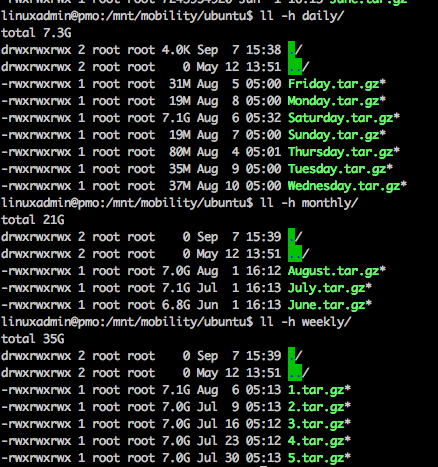 linuxadmin@pmo:/mnt/mobility/ubuntu$ ll -h daily/
total 7.3G
drwxrwxrwx 2 root root 4.0K Sep  7 15:38 ./
drwxrwxrwx 2 root root    0 May 12 13:51 ../
-rwxrwxrwx 1 root root  31M Aug  5 05:00 Friday.tar.gz*
-rwxrwxrwx 1 root root  19M Aug  8 05:00 Monday.tar.gz*
-rwxrwxrwx 1 root root 7.1G Aug  6 05:32 Saturday.tar.gz*
-rwxrwxrwx 1 root root  19M Aug  7 05:00 Sunday.tar.gz*
-rwxrwxrwx 1 root root  80M Aug  4 05:01 Thursday.tar.gz*
-rwxrwxrwx 1 root root  35M Aug  9 05:00 Tuesday.tar.gz*
-rwxrwxrwx 1 root root  37M Aug 10 05:00 Wednesday.tar.gz*
linuxadmin@pmo:/mnt/mobility/ubuntu$ ll -h monthly/
total 21G
drwxrwxrwx 2 root root    0 Sep  7 15:39 ./
drwxrwxrwx 2 root root    0 May 12 13:51 ../
-rwxrwxrwx 1 root root 7.0G Aug  1 16:12 August.tar.gz*
-rwxrwxrwx 1 root root 7.1G Jul  1 16:13 July.tar.gz*
-rwxrwxrwx 1 root root 6.8G Jun  1 16:13 June.tar.gz*
linuxadmin@pmo:/mnt/mobility/ubuntu$ ll -h weekly/
total 35G
drwxrwxrwx 2 root root    0 Sep  7 15:39 ./
drwxrwxrwx 2 root root    0 May 12 13:51 ../
-rwxrwxrwx 1 root root 7.1G Aug  6 05:13 1.tar.gz*
-rwxrwxrwx 1 root root 7.0G Jul  9 05:13 2.tar.gz*
-rwxrwxrwx 1 root root 7.0G Jul 16 05:12 3.tar.gz*
-rwxrwxrwx 1 root root 7.0G Jul 23 05:12 4.tar.gz*
-rwxrwxrwx 1 root root 7.0G Jul 30 05:13 5.tar.gz*